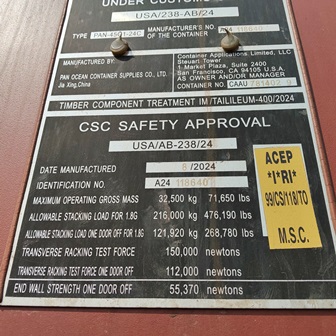 UNDER CUSTOMS
USA/238-AB/24
TYPE PAN-45G1-24C MANUFACTURER'S NO. OF THE CONTAINER
MANUFACTURED BY:
PAN OCEAN CONTAINER SUPPLIES CO., LTD.
Jia Xing,China
Container Applications Limited, LLC
Steuart Tower
1 Market Plaza, Suite 2400
San Francisco, CA 94105 U.S.A.
AS OWNER AND/OR MANAGER
CONTAINER NO. CAAU
TIMBER COMPONENT TREATMENT IM/TAILILEUM-400/2024
CSC SAFETY APPROVAL
USA/AB-238/24
DATE MANUFACTURED 8 /2024
IDENTIFICATION NO. A24 118640
MAXIMUM OPERATING GROSS MASS 32,500 kg 71,650 lbs
ALLOWABLE STACKING LOAD FOR 1.8G 216,000 kg 476,190 lbs
ALLOWABLE STACKING LOAD ONE DOOR OFF FOR 1.8G 121,920 kg 268,780 lbs
TRANSVERSE RACKING TEST FORCE 150,000 newtons
TRANSVERSE RACKING TEST FORCE ONE DOOR OFF 112,000 newtons
END WALL STRENGTH ONE DOOR OFF 55,370 newtons
ACEP
*I*RI*
99/CS/118/TO
M.S.C.